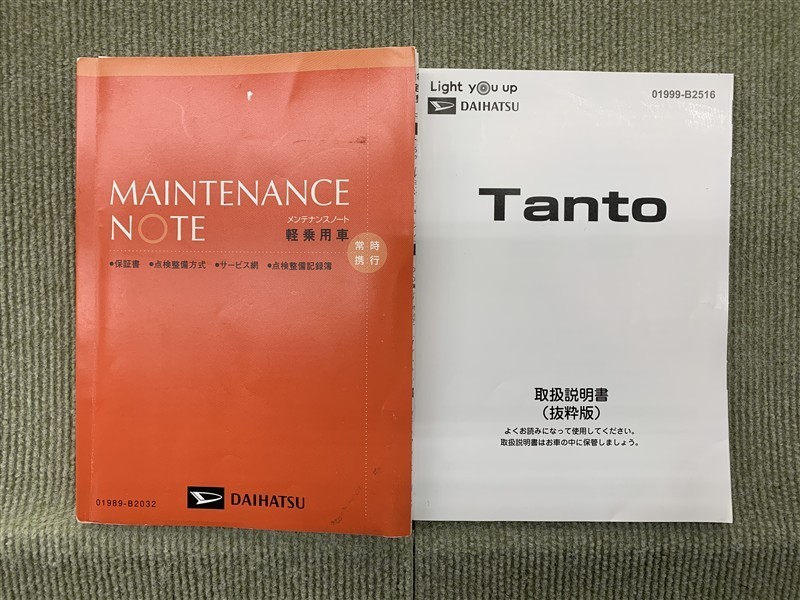 MAINTENANCE
NOTE
メンテナンスノート
軽乗用車
常時
携行
●保証書 ●点検整備方式 ●サービス網 ●点検整備記録簿
01989-B2032
DAIHATSU
Light you up
DAIHATSU
01999-B2516
Tanto
取扱説明書
（抜粋版）
よくお読みになって使用してください。
取扱説明書はお車の中に保管しましょう。